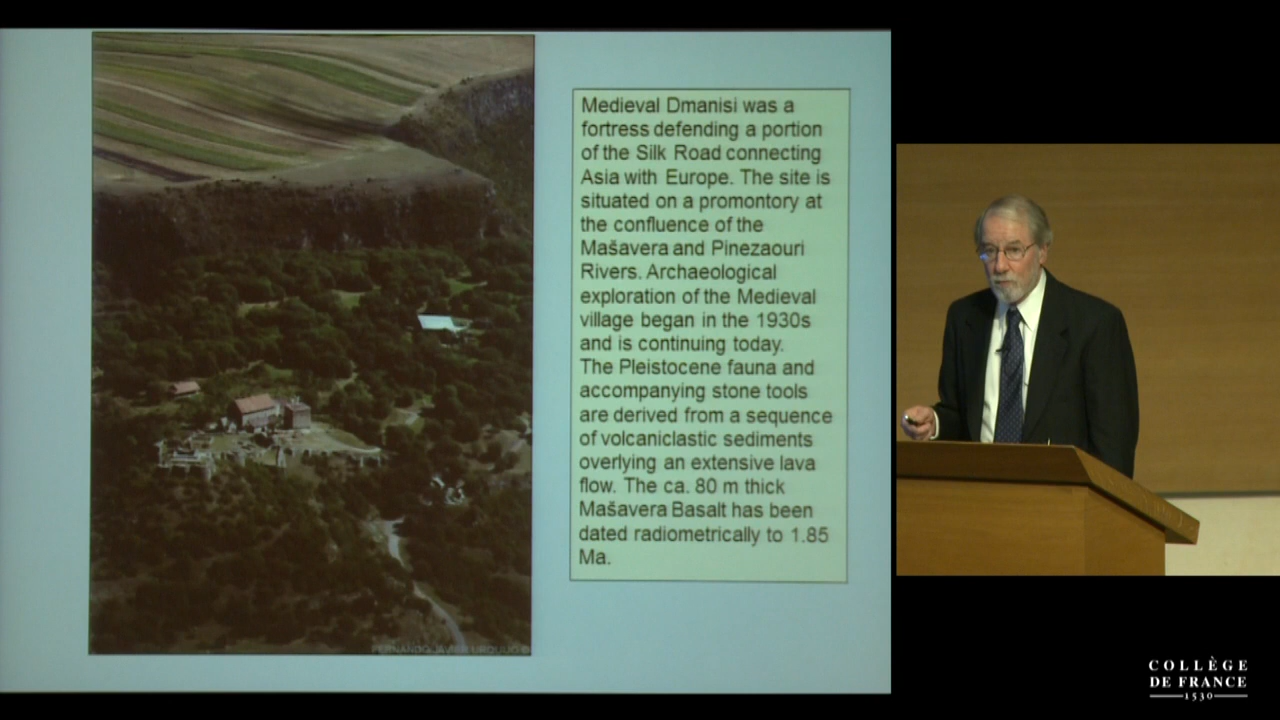 Medieval Dmanisi was a
fortress defending a portion
of the Silk Road connecting
Asia with Europe. The site is
situated on a promontory at
the confluence of the
Mašavera and Pinezaouri
Rivers. Archaeological
exploration of the Medieval
village began in the 1930s
and is continuing today.
The Pleistocene fauna and
accompanying stone tools
are derived from a sequence
of volcaniclastic sediments
overlying an extensive lava
flow. The ca. 80 m thick
Mašavera Basalt has been
dated radiometrically to 1.85
Ma.
FERNANDO JAVIER URQUIJO ©
COLLÈGE
DE FRANCE
1530